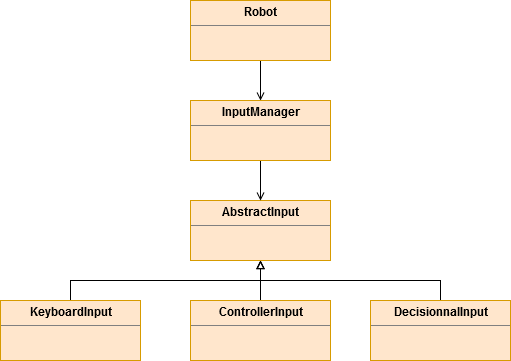 Robot
InputManager
AbstractInput
KeyboardInput
ControllerInput
DecisionnalInput